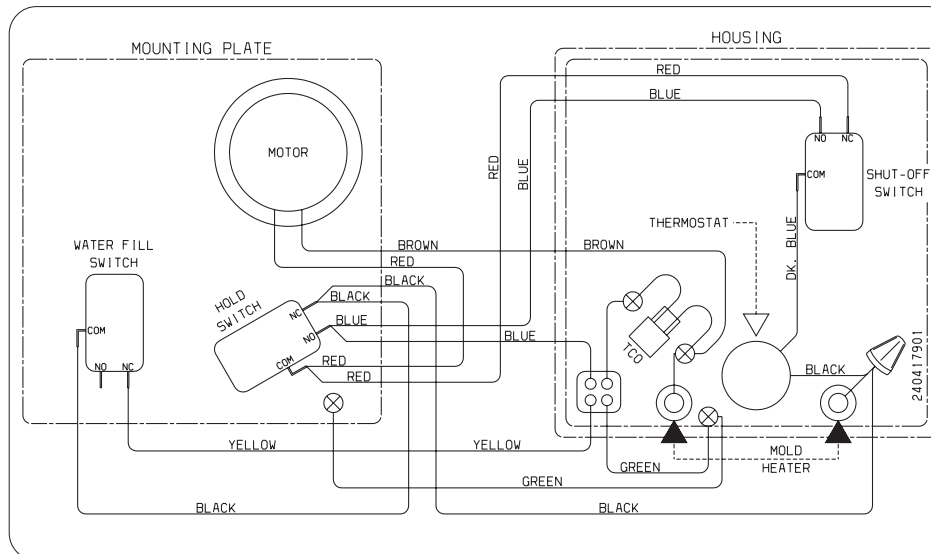 MOUNTING PLATE
HOUSING
RED
BLUE
MOTOR
RED
BLUE
NO
NC
COM
SHUT-OFF
SWITCH
THERMOSTAT
DK. BLUE
WATER FILL
SWITCH
BROWN
BROWN
RED
BLACK
BLACK
HOLD
SWITCH
NC
NO
COM
BLUE
BLUE
RED
RED
COM
NO
NC
TCO
BLACK
240417901
YELLOW
YELLOW
MOLD
HEATER
GREEN
GREEN
BLACK
BLACK